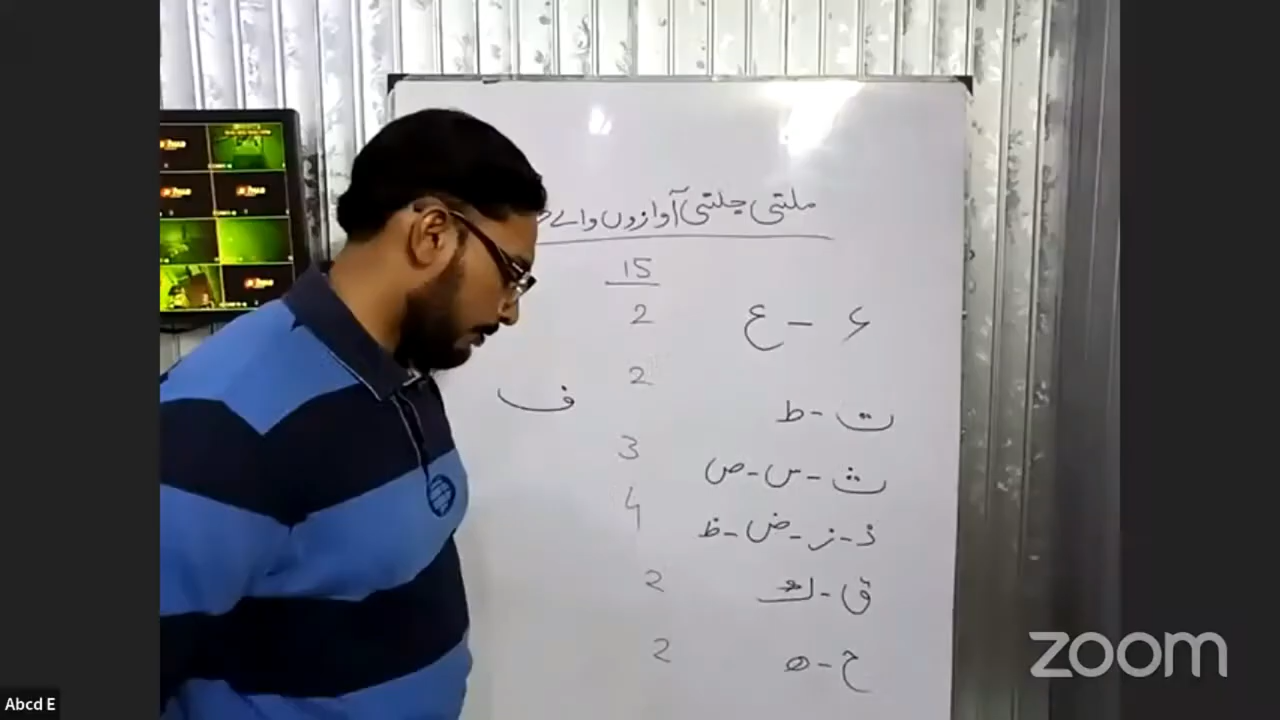 ملتی جلتی آوازوں والے
15
ء - ع 2
ت - ط 2
ف
ث - س - ص 3
ذ - ز - ض - ظ 4
ق - ك 2
ح - ھ 2
zoom
Abcd E